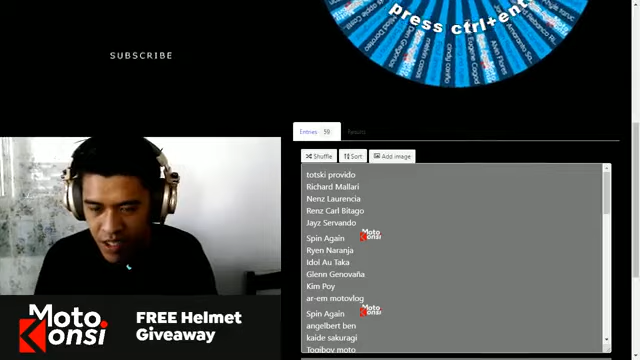 press ctrl+ent
SUBSCRIBE
Entries 59 Results
Shuffle Sort Add image
totski provido
Richard Mallari
Nenz Laurencia
Renz Carl Bitago
Jayz Servando
Spin Again Moto Konsi
Ryen Naranja
Idol Au Taka
Glenn Genovaña
Kim Poy
ar-em motovlog
Spin Again Moto Konsi
angelbert ben
kaide sakuragi
Togiboy moto
Moto Konsi
FREE Helmet
Giveaway